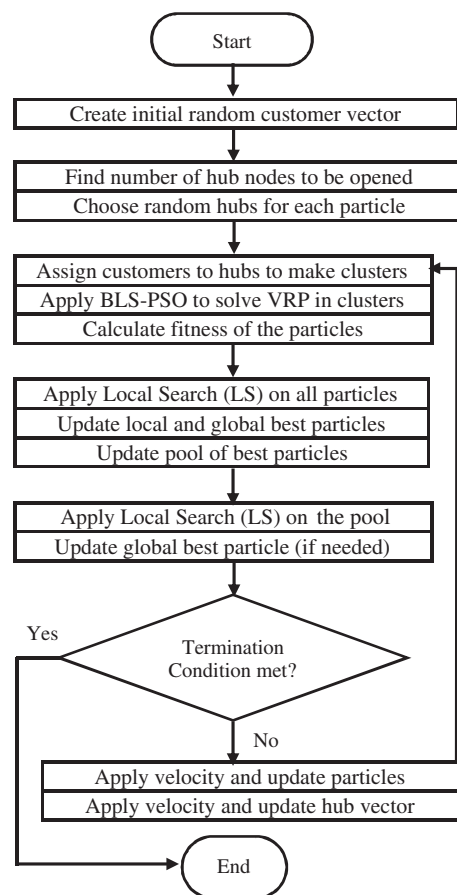 Start
Create initial random customer vector
Find number of hub nodes to be opened
Choose random hubs for each particle
Assign customers to hubs to make clusters
Apply BLS-PSO to solve VRP in clusters
Calculate fitness of the particles
Apply Local Search (LS) on all particles
Update local and global best particles
Update pool of best particles
Apply Local Search (LS) on the pool
Update global best particle (if needed)
Yes
Termination
Condition met?
No
Apply velocity and update particles
Apply velocity and update hub vector
End